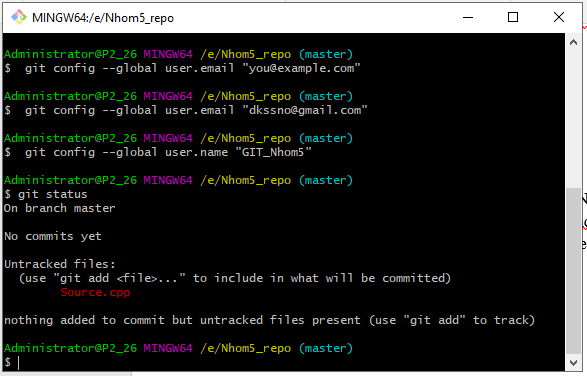 MINGW64:/e/Nhom5_repo
Administrator@P2_26 MINGW64 /e/Nhom5_repo (master)
$  git config --global user.email "you@example.com"
Administrator@P2_26 MINGW64 /e/Nhom5_repo (master)
$  git config --global user.email "dkssno@gmail.com"
Administrator@P2_26 MINGW64 /e/Nhom5_repo (master)
$  git config --global user.name "GIT_Nhom5"
Administrator@P2_26 MINGW64 /e/Nhom5_repo (master)
$ git status
On branch master
No commits yet
Untracked files:
  (use "git add <file>..." to include in what will be committed)
        Source.cpp
nothing added to commit but untracked files present (use "git add" to track)
Administrator@P2_26 MINGW64 /e/Nhom5_repo (master)
$